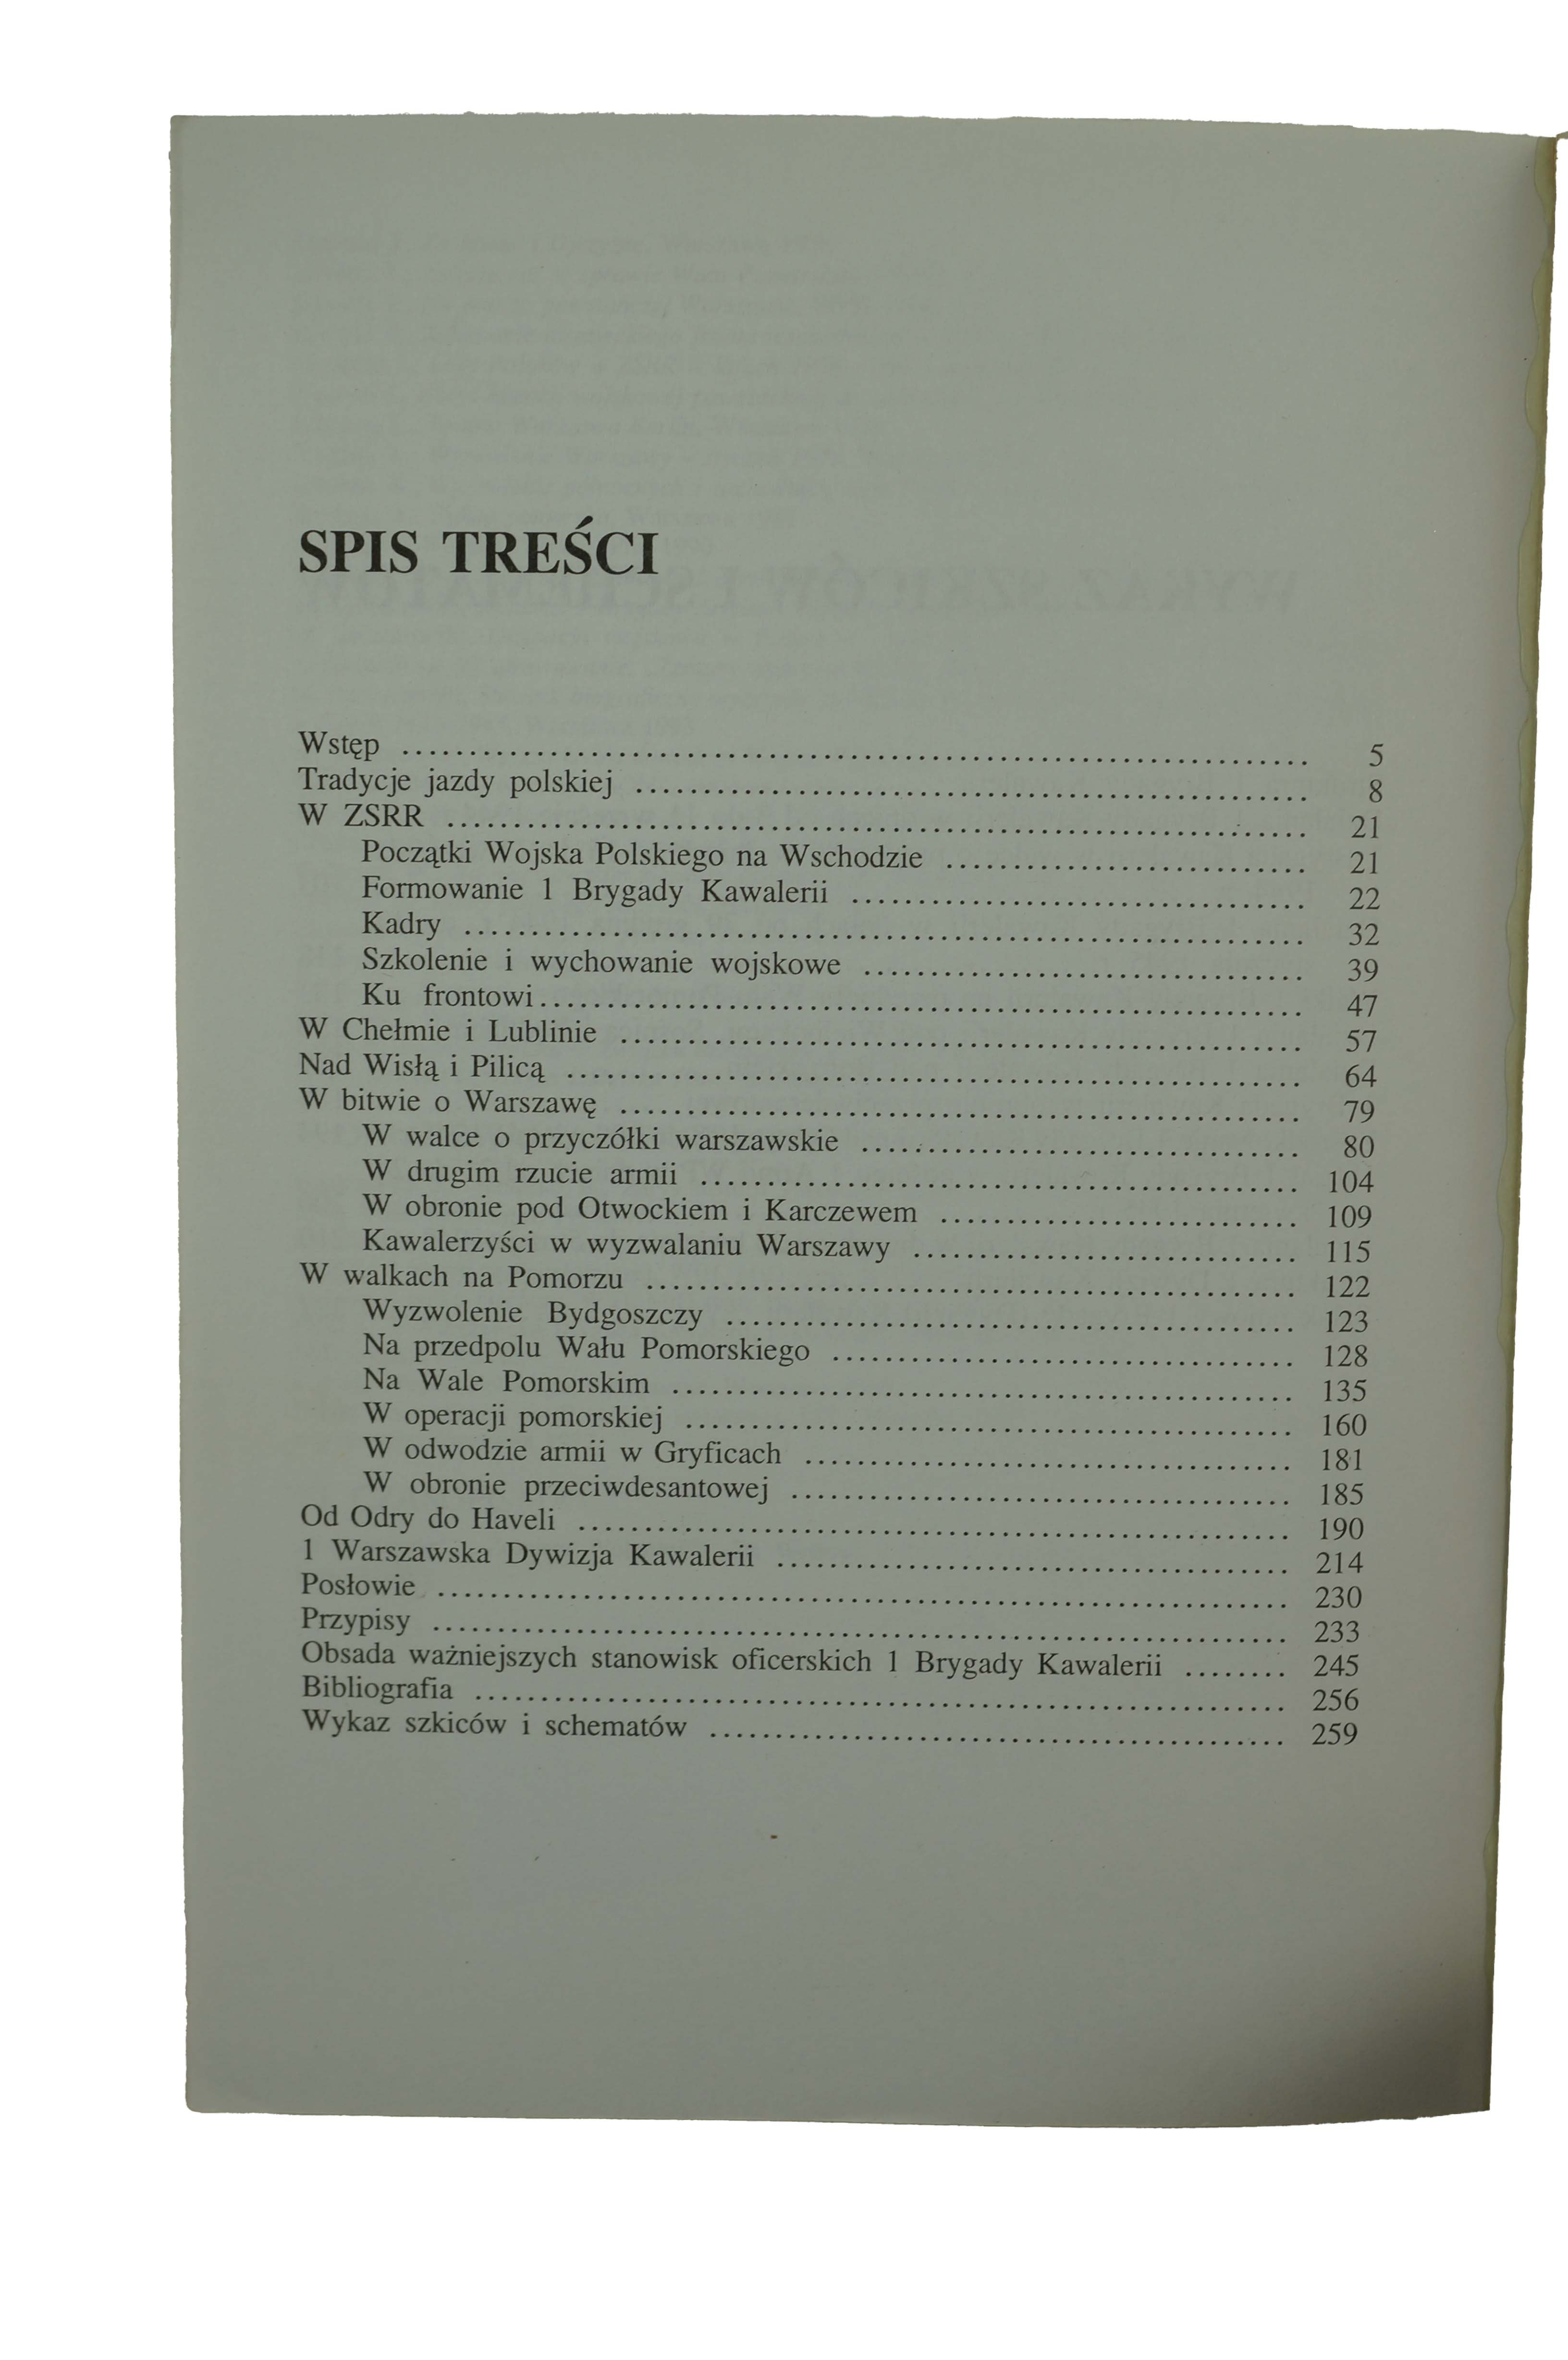 SPIS TREŚCI
Wstęp ........ 5
Tradycje jazdy polskiej ........ 8
W ZSRR ........ 21
Początki Wojska Polskiego na Wschodzie ........ 21
Formowanie 1 Brygady Kawalerii ........ 22
Kadry ........ 32
Szkolenie i wychowanie wojskowe ........ 39
Ku frontowi ........ 47
W Chełmie i Lublinie ........ 57
Nad Wisłą i Pilicą ........ 64
W bitwie o Warszawę ........ 79
W walce o przyczółki warszawskie ........ 80
W drugim rzucie armii ........ 104
W obronie pod Otwockiem i Karczewem ........ 109
Kawalerzyści w wyzwalaniu Warszawy ........ 115
W walkach na Pomorzu ........ 122
Wyzwolenie Bydgoszczy ........ 123
Na przedpolu Wału Pomorskiego ........ 128
Na Wale Pomorskim ........ 135
W operacji pomorskiej ........ 160
W odwodzie armii w Gryficach ........ 181
W obronie przeciwdesantowej ........ 185
Od Odry do Haveli ........ 190
1 Warszawska Dywizja Kawalerii ........ 214
Posłowie ........ 230
Przypisy ........ 233
Obsada ważniejszych stanowisk oficerskich 1 Brygady Kawalerii ........ 245
Bibliografia ........ 256
Wykaz szkiców i schematów ........ 259